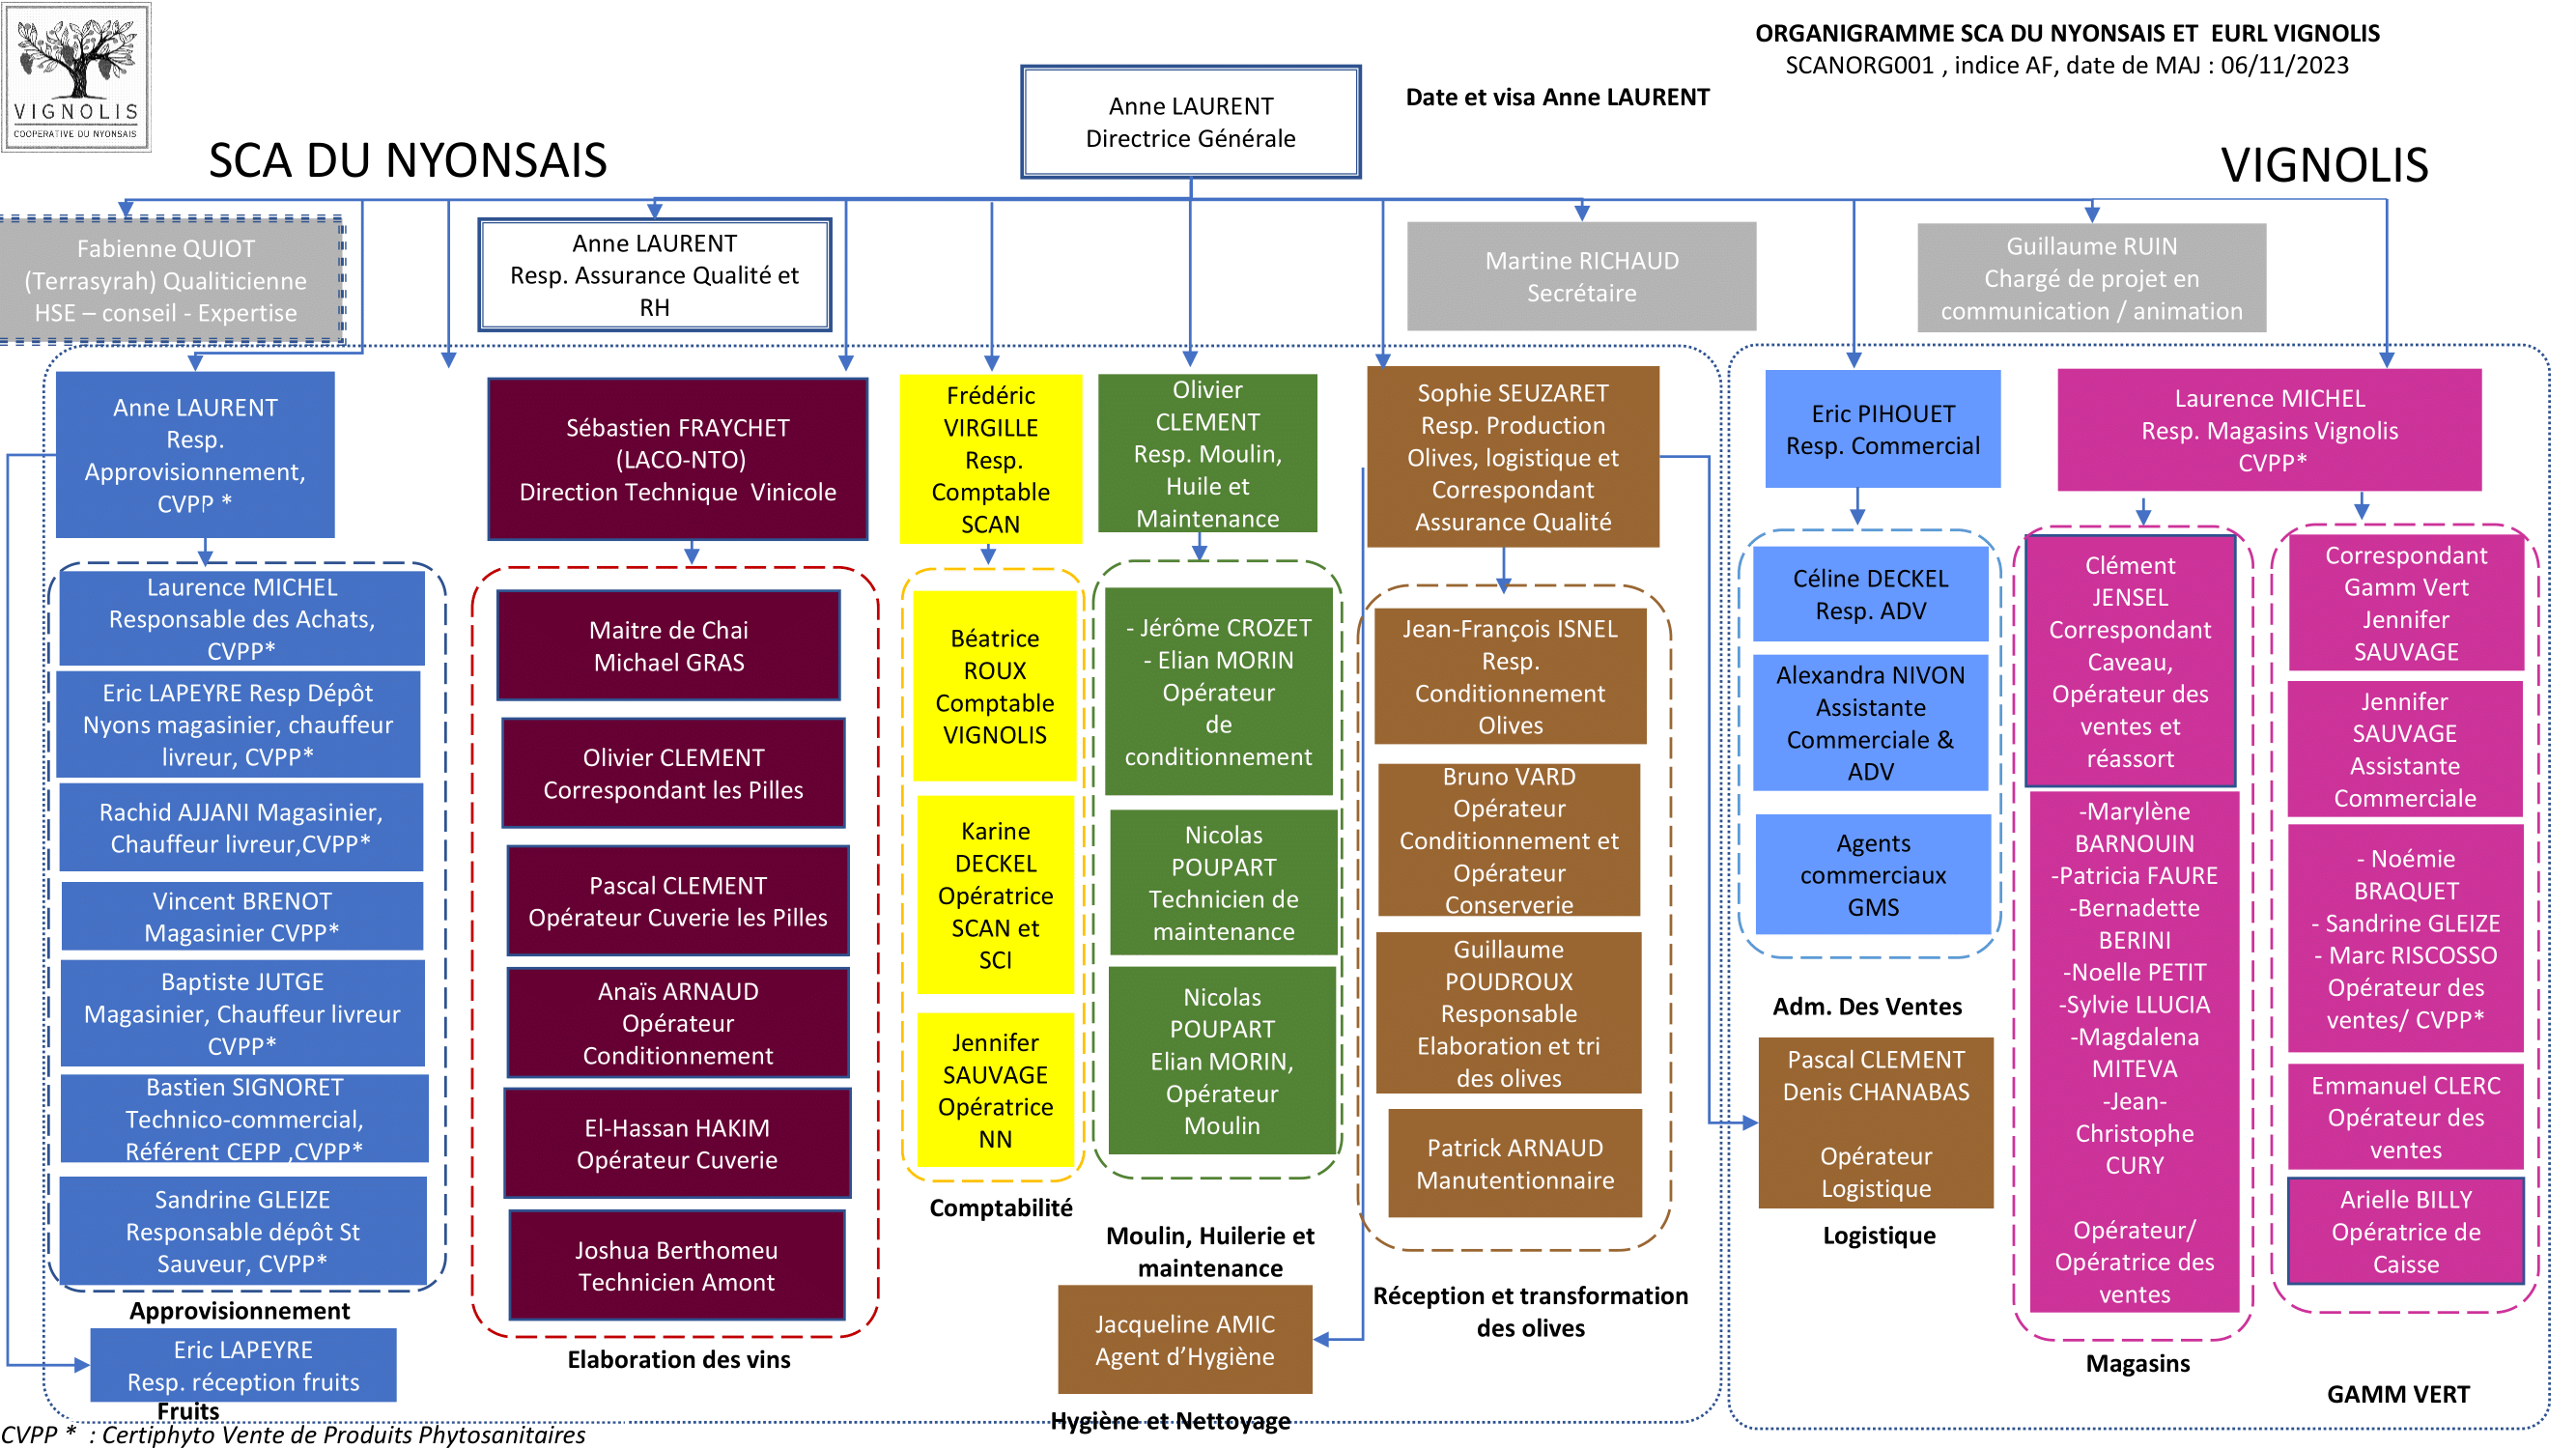 VIGNOLIS
COOPERATIVE DU NYONSAIS
ORGANIGRAMME SCA DU NYONSAIS ET EURL VIGNOLIS
SCANORG001 , indice AF, date de MAJ : 06/11/2023
Date et visa Anne LAURENT
Anne LAURENT
Directrice Générale
SCA DU NYONSAIS
VIGNOLIS
Fabienne QUIOT
(Terrasyrah) Qualiticienne
HSE – conseil - Expertise
Anne LAURENT
Resp. Assurance Qualité et
RH
Martine RICHAUD
Secrétaire
Guillaume RUIN
Chargé de projet en
communication / animation
Anne LAURENT
Resp.
Approvisionnement,
CVPP *
Laurence MICHEL
Responsable des Achats,
CVPP*
Eric LAPEYRE Resp Dépôt
Nyons magasinier, chauffeur
livreur, CVPP*
Rachid AJJANI Magasinier,
Chauffeur livreur,CVPP*
Vincent BRENOT
Magasinier CVPP*
Baptiste JUTGE
Magasinier, Chauffeur livreur
CVPP*
Bastien SIGNORET
Technico-commercial,
Référent CEPP ,CVPP*
Sandrine GLEIZE
Responsable dépôt St
Sauveur, CVPP*
Approvisionnement
Eric LAPEYRE
Resp. réception fruits
Fruits
Sébastien FRAYCHET
(LACO-NTO)
Direction Technique Vinicole
Maitre de Chai
Michael GRAS
Olivier CLEMENT
Correspondant les Pilles
Pascal CLEMENT
Opérateur Cuverie les Pilles
Anaïs ARNAUD
Opérateur
Conditionnement
El-Hassan HAKIM
Opérateur Cuverie
Joshua Berthomeu
Technicien Amont
Elaboration des vins
Frédéric
VIRGILLE
Resp.
Comptable
SCAN
Béatrice
ROUX
Comptable
VIGNOLIS
Karine
DECKEL
Opératrice
SCAN et
SCI
Jennifer
SAUVAGE
Opératrice
NN
Comptabilité
Olivier
CLEMENT
Resp. Moulin,
Huile et
Maintenance
- Jérôme CROZET
- Elian MORIN
Opérateur
de
conditionnement
Nicolas
POUPART
Technicien de
maintenance
Nicolas
POUPART
Elian MORIN,
Opérateur
Moulin
Moulin, Huilerie et
maintenance
Jacqueline AMIC
Agent d’Hygiène
Hygiène et Nettoyage
Sophie SEUZARET
Resp. Production
Olives, logistique et
Correspondant
Assurance Qualité
Jean-François ISNEL
Resp.
Conditionnement
Olives
Bruno VARD
Opérateur
Conditionnement et
Opérateur
Conserverie
Guillaume
POUDROUX
Responsable
Elaboration et tri
des olives
Patrick ARNAUD
Manutentionnaire
Réception et transformation
des olives
Eric PIHOUET
Resp. Commercial
Céline DECKEL
Resp. ADV
Alexandra NIVON
Assistante
Commerciale &
ADV
Agents
commerciaux
GMS
Adm. Des Ventes
Pascal CLEMENT
Denis CHANABAS
Opérateur
Logistique
Logistique
Laurence MICHEL
Resp. Magasins Vignolis
CVPP*
Clément
JENSEL
Correspondant
Caveau,
Opérateur des
ventes et
réassort
-Marylène
BARNOUIN
-Patricia FAURE
-Bernadette
BERINI
-Noelle PETIT
-Sylvie LLUCIA
-Magdalena
MITEVA
-Jean-
Christophe
CURY
Opérateur/
Opératrice des
ventes
Magasins
Correspondant
Gamm Vert
Jennifer
SAUVAGE
Jennifer
SAUVAGE
Assistante
Commerciale
- Noémie
BRAQUET
- Sandrine GLEIZE
- Marc RISCOSSO
Opérateur des
ventes/ CVPP*
Emmanuel CLERC
Opérateur des
ventes
Arielle BILLY
Opératrice de
Caisse
GAMM VERT
CVPP * : Certiphyto Vente de Produits Phytosanitaires